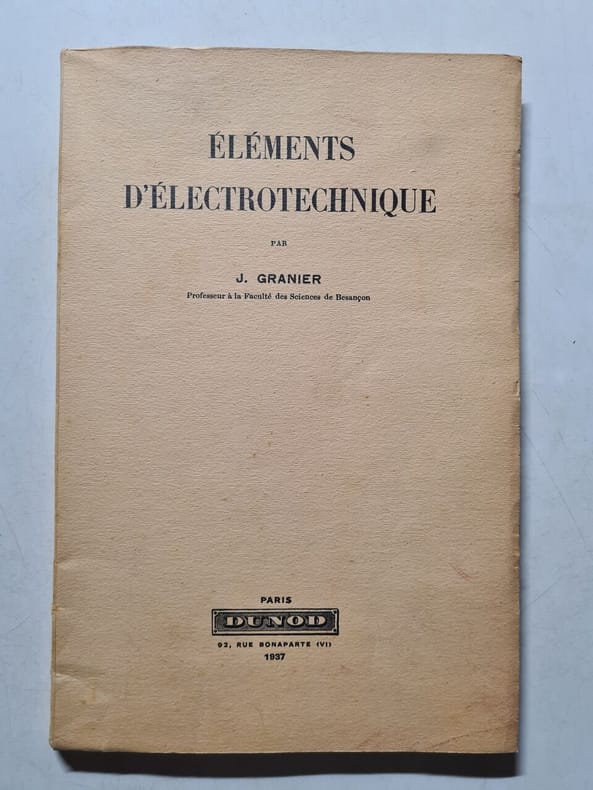 ÉLÉMENTS
D'ÉLECTROTECHNIQUE
PAR
J. GRANIER
Professeur à la Faculté des Sciences de Besançon
PARIS
DUNOD
92, RUE BONAPARTE (VI)
1937